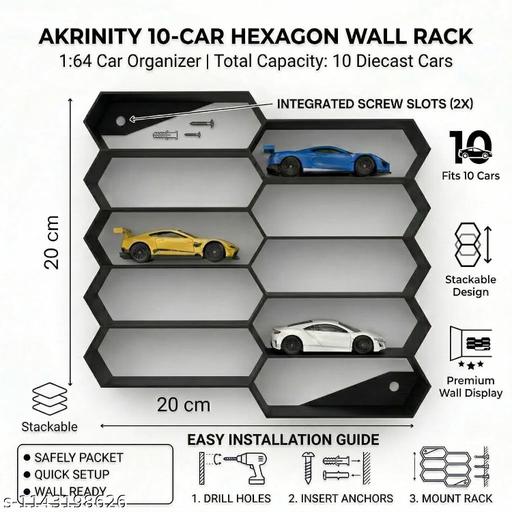 AKRINITY 10-CAR HEXAGON WALL RACK
1:64 Car Organizer | Total Capacity: 10 Diecast Cars
INTEGRATED SCREW SLOTS (2X)
10
Fits 10 Cars
20 cm
Stackable
Design
Premium
Wall Display
20 cm
Stackable
EASY INSTALLATION GUIDE
• SAFELY PACKET
• QUICK SETUP
• WALL READY
1. DRILL HOLES
2. INSERT ANCHORS
3. MOUNT RACK
s-1143198626